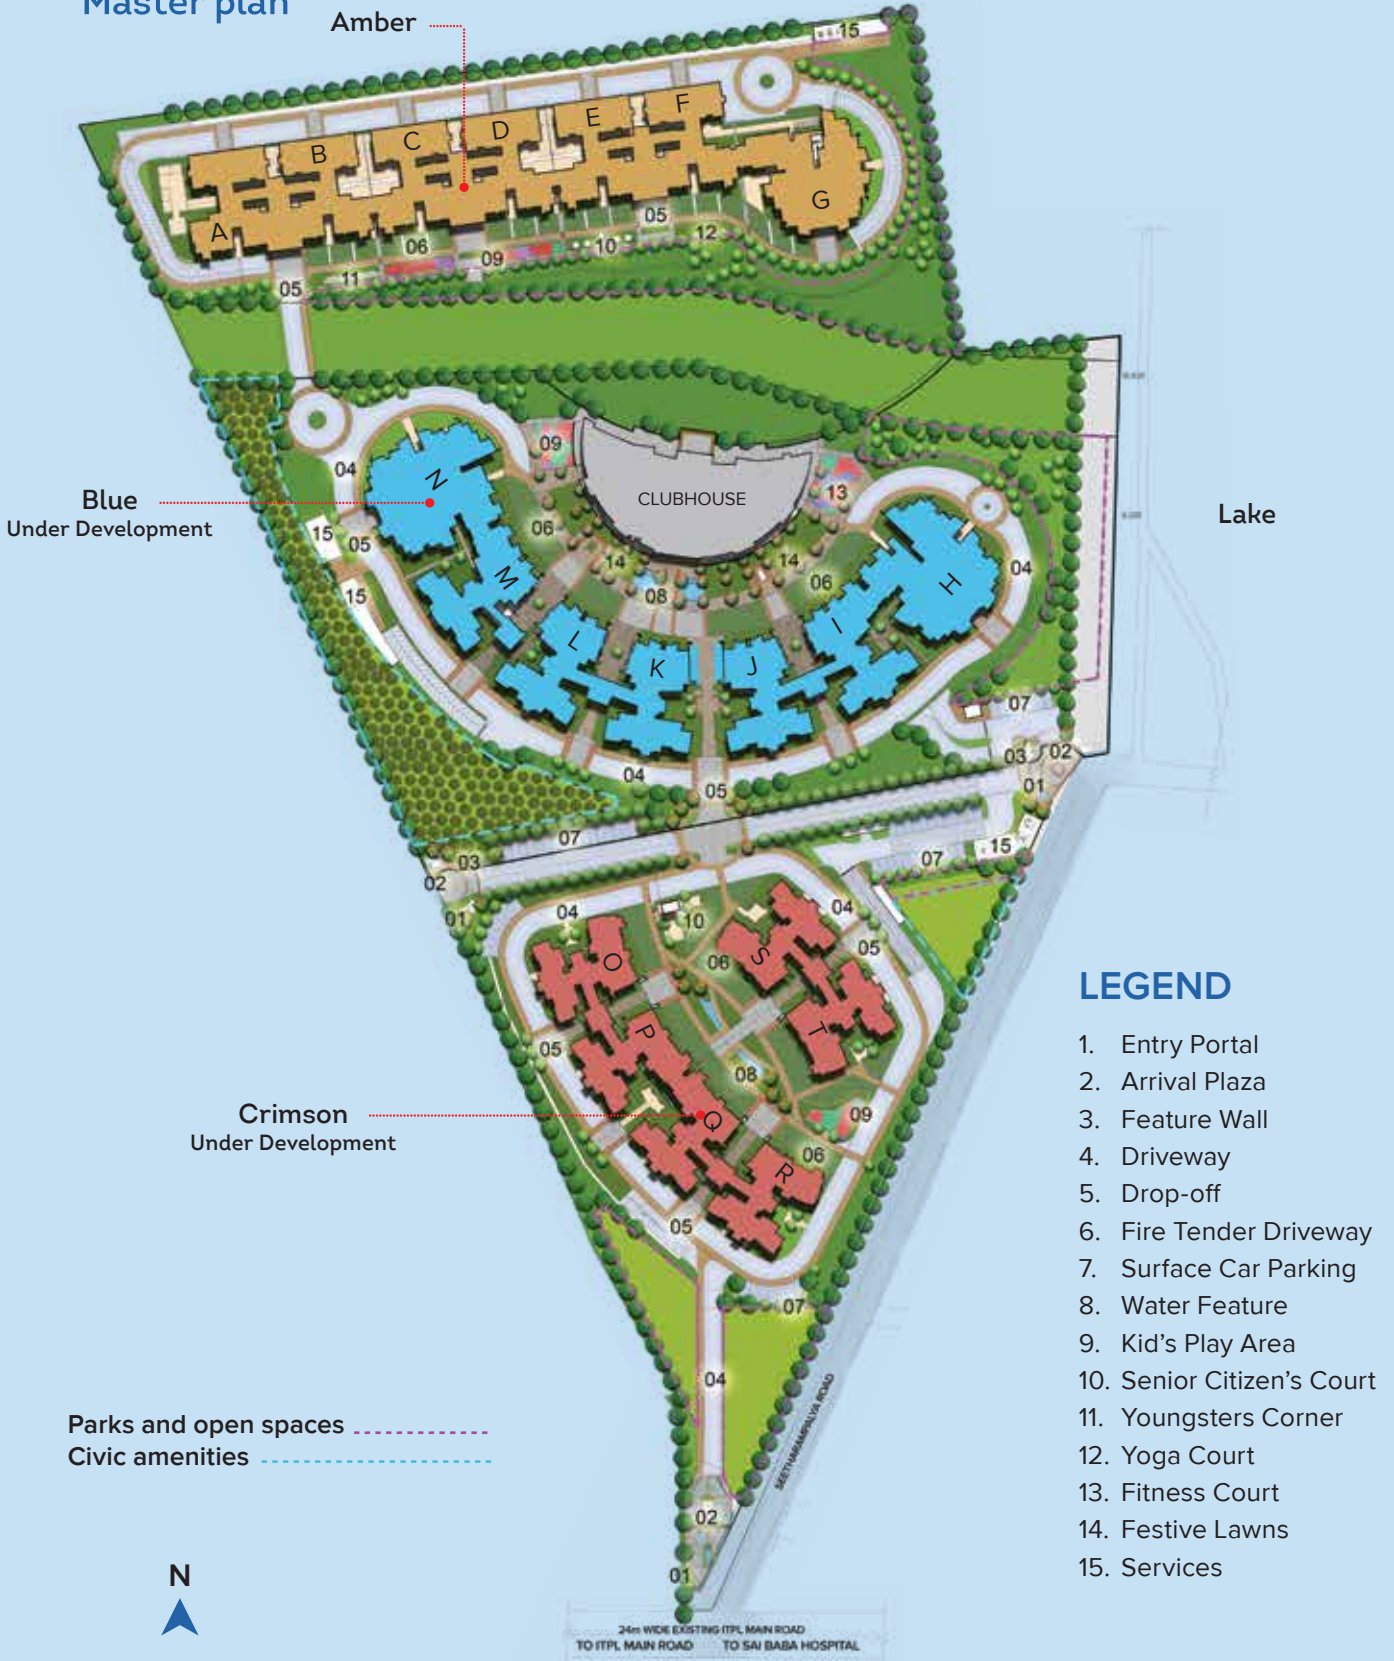 Master plan
Amber
15
F
E
D
C
B
G
A
05
12
06
10
09
11
05
09
CLUBHOUSE
13
04
N
Blue
Under Development
Lake
06
15
05
14
14
04
M
06
H
15
08
I
L
K
J
07
03
02
04
01
05
07
15
03
07
02
04
04
01
10
05
O
S
06
P
T
05
08
Crimson
Under Development
Q
09
06
R
05
07
04
SEETHARAMPALYA ROAD
02
01
24m WIDE EXISTING ITPL MAIN ROAD
TO ITPL MAIN ROAD TO SAI BABA HOSPITAL
Parks and open spaces
Civic amenities
N
LEGEND
1. Entry Portal
2. Arrival Plaza
3. Feature Wall
4. Driveway
5. Drop-off
6. Fire Tender Driveway
7. Surface Car Parking
8. Water Feature
9. Kid's Play Area
10. Senior Citizen's Court
11. Youngsters Corner
12. Yoga Court
13. Fitness Court
14. Festive Lawns
15. Services